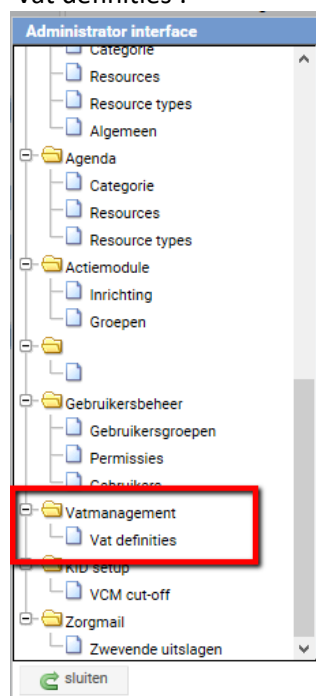 vat definities .
Administrator interface
Categorie
Resources
Resource types
Algemeen
Agenda
Categorie
Resources
Resource types
Actiemodule
Inrichting
Groepen
Gebruikersbeheer
Gebruikersgroepen
Permissies
Gebruikers
Vatmanagement
Vat definities
KID setup
VCM cut-off
Zorgmail
Zwevende uitslagen
sluiten